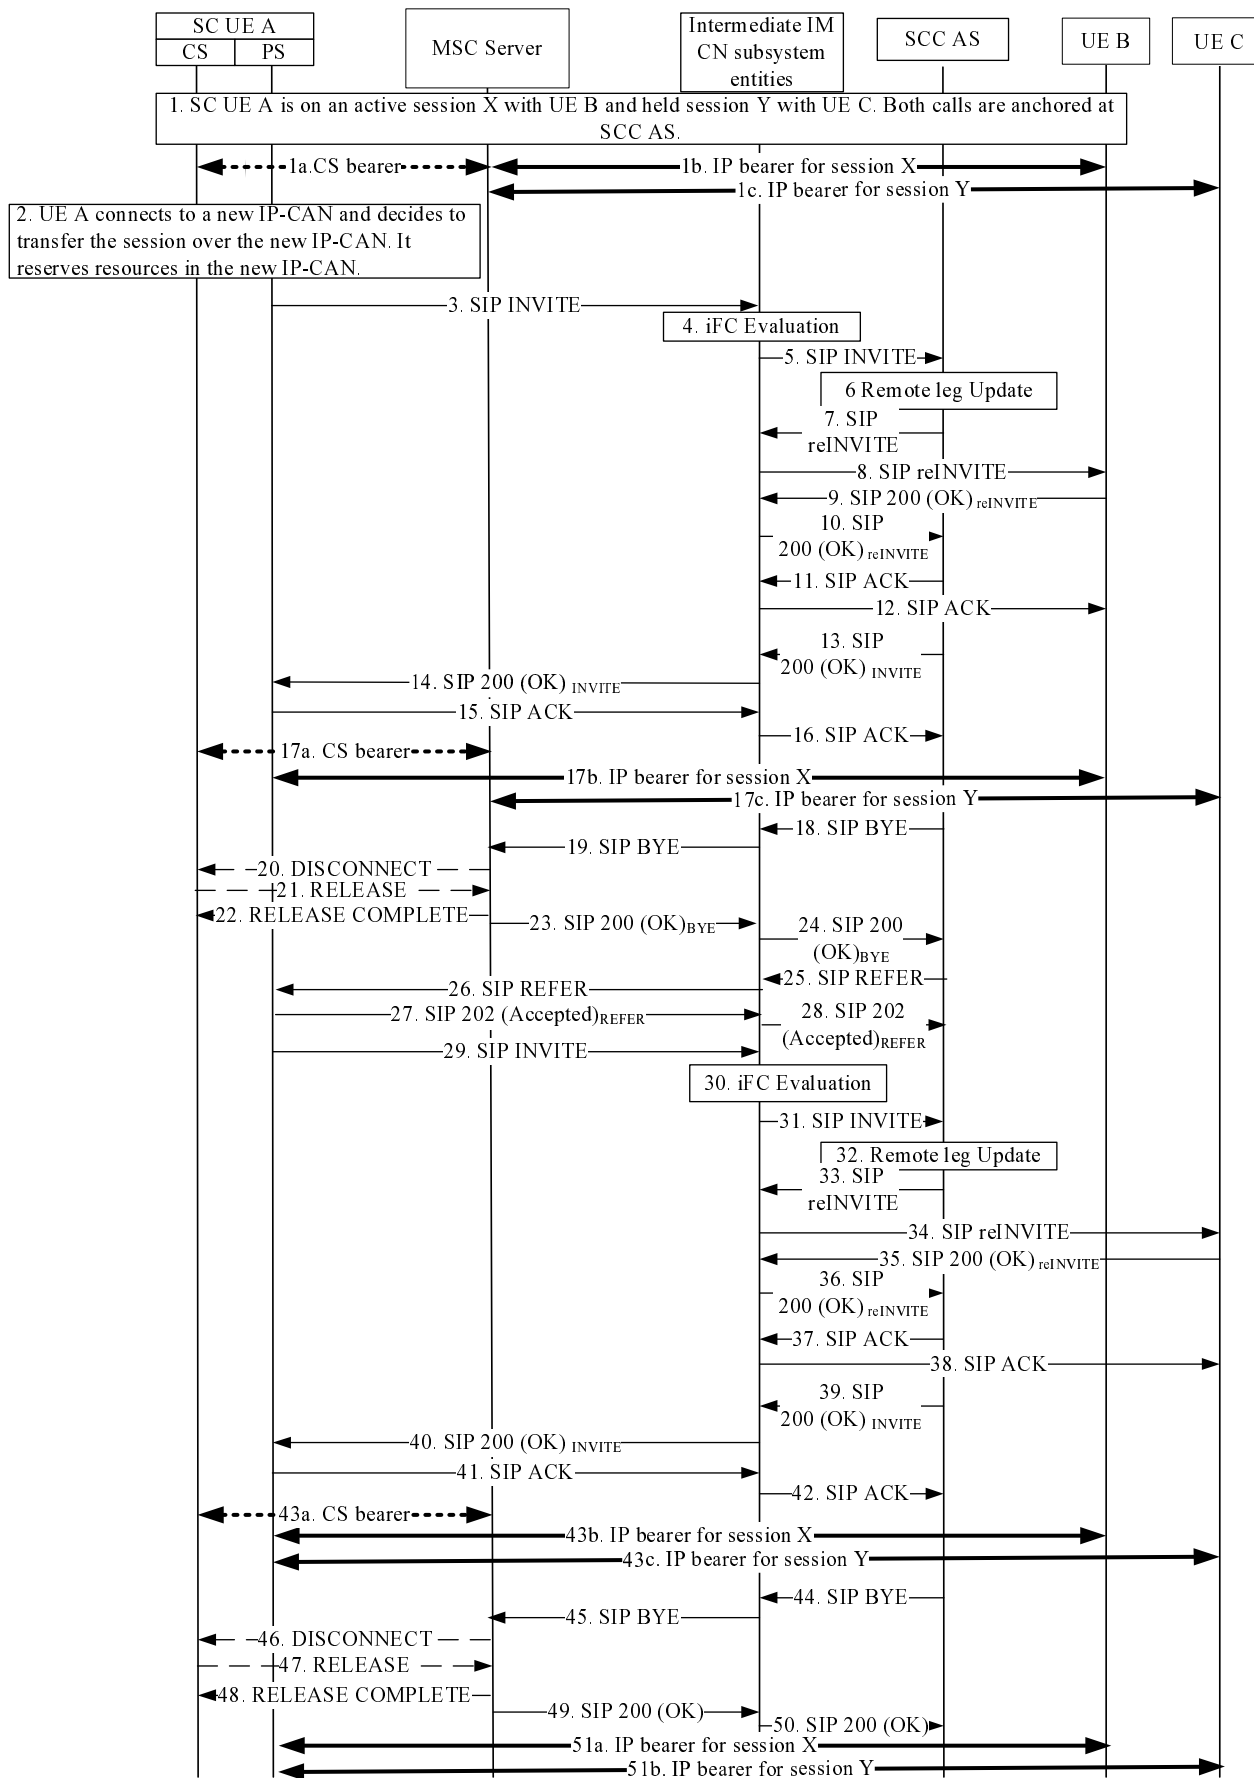 SC UE A
CS
PS
MSC Server
Intermediate IM
CN subsystem
entities
SCC AS
UE B
UE C
1. SC UE A is on an active session X with UE B and held session Y with UE C. Both calls are anchored at
SCC AS.
1a.CS bearer
1b. IP bearer for session X
1c. IP bearer for session Y
2. UE A connects to a new IP-CAN and decides to
transfer the session over the new IP-CAN. It
reserves resources in the new IP-CAN.
3. SIP INVITE
4. iFC Evaluation
5. SIP INVITE
6 Remote leg Update
7. SIP
reINVITE
8. SIP reINVITE
9. SIP 200 (OK) reINVITE
10. SIP
200 (OK) reINVITE
11. SIP ACK
12. SIP ACK
13. SIP
200 (OK) INVITE
14. SIP 200 (OK) INVITE
15. SIP ACK
16. SIP ACK
17a. CS bearer
17b. IP bearer for session X
17c. IP bearer for session Y
18. SIP BYE
19. SIP BYE
20. DISCONNECT
21. RELEASE
22. RELEASE COMPLETE
23. SIP 200 (OK)BYE
24. SIP 200
(OK)BYE
25. SIP REFER
26. SIP REFER
27. SIP 202 (Accepted)REFER
28. SIP 202
(Accepted)REFER
29. SIP INVITE
30. iFC Evaluation
31. SIP INVITE
32. Remote leg Update
33. SIP
reINVITE
34. SIP reINVITE
35. SIP 200 (OK) reINVITE
36. SIP
200 (OK) reINVITE
37. SIP ACK
38. SIP ACK
39. SIP
200 (OK) INVITE
40. SIP 200 (OK) INVITE
41. SIP ACK
42. SIP ACK
43a. CS bearer
43b. IP bearer for session X
43c. IP bearer for session Y
44. SIP BYE
45. SIP BYE
46. DISCONNECT
47. RELEASE
48. RELEASE COMPLETE
49. SIP 200 (OK)
50. SIP 200 (OK)
51a. IP bearer for session X
51b. IP bearer for session Y